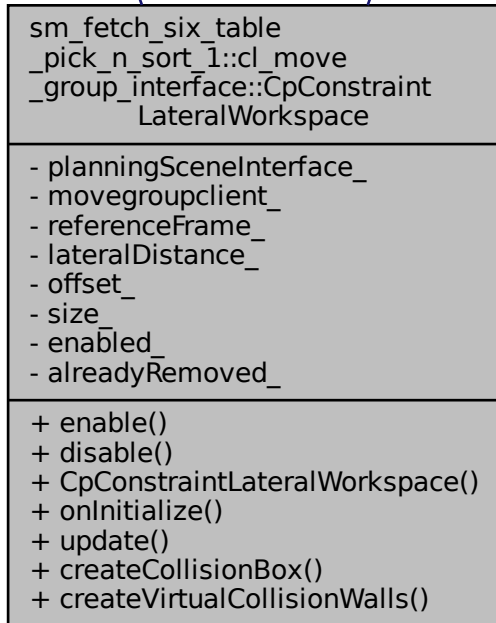 sm_fetch_six_table
_pick_n_sort_1::cl_move
_group_interface::CpConstraint
LateralWorkspace
- planningSceneInterface_
- movegroupclient_
- referenceFrame_
- lateralDistance_
- offset_
- size_
- enabled_
- alreadyRemoved_
+ enable()
+ disable()
+ CpConstraintLateralWorkspace()
+ onInitialize()
+ update()
+ createCollisionBox()
+ createVirtualCollisionWalls()